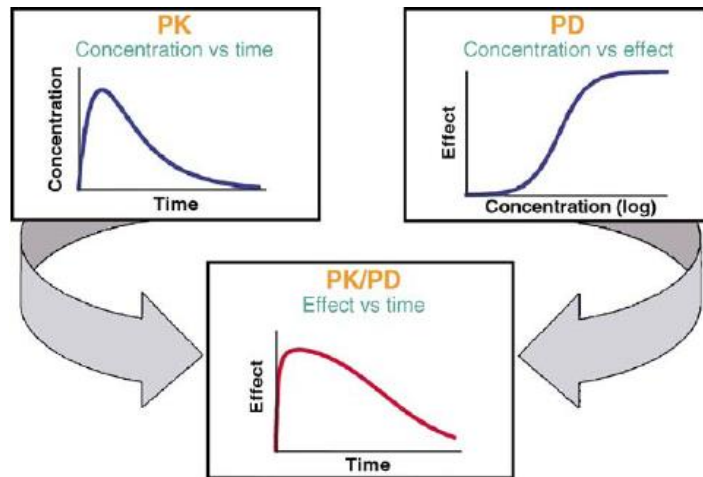 PK
Concentration vs time
Concentration
Time
PD
Concentration vs effect
Effect
Concentration (log)
PK/PD
Effect vs time
Effect
Time